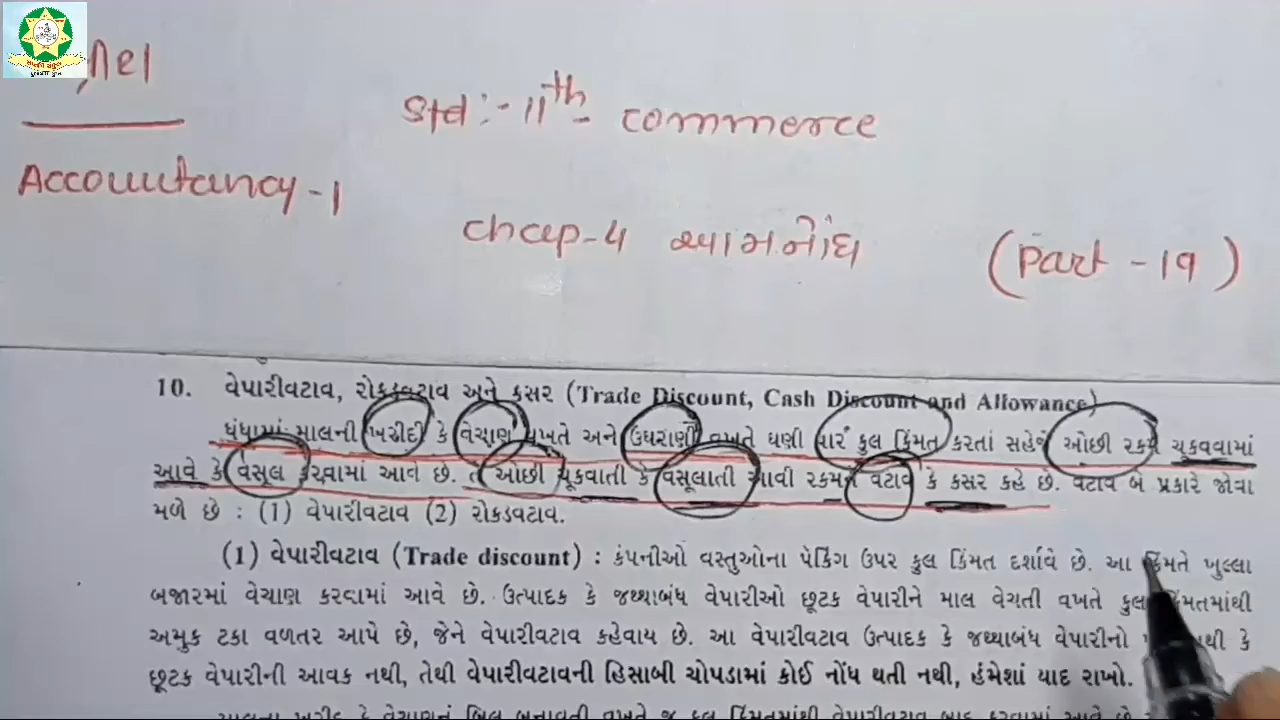 Std :- 11th commerce
Accountancy - 1
chap-4 આમનોંધ (Part - 19)
10. વેપારીવટાવ, રોકડવટાવ અને કસર (Trade Discount, Cash Discount and Allowance)
ધંધામાં માલની ખરીદી કે વેચાણ વખતે અને ઉઘરાણી વખતે ઘણી વાર કુલ કિંમત કરતાં સહેજ ઓછી રકમ ચૂકવવામાં
આવે કે વસૂલ કરવામાં આવે છે. તે ઓછી ચૂકવાતી કે વસૂલાતી આવી રકમને વટાવ કે કસર કહે છે. વટાવ બે પ્રકારે જોવા
મળે છે : (1) વેપારીવટાવ (2) રોકડવટાવ.
(1) વેપારીવટાવ (Trade discount) : કંપનીઓ વસ્તુઓના પેકિંગ ઉપર કુલ કિંમત દર્શાવે છે. આ કિંમતે ખુલ્લા
બજારમાં વેચાણ કરવામાં આવે છે. ઉત્પાદક કે જથ્થાબંધ વેપારીઓ છૂટક વેપારીને માલ વેચતી વખતે કુલ કિંમતમાંથી
અમુક ટકા વળતર આપે છે, જેને વેપારીવટાવ કહેવાય છે. આ વેપારીવટાવ ઉત્પાદક કે જથ્થાબંધ વેપારીનો નથી કે
છૂટક વેપારીની આવક નથી, તેથી વેપારીવટાવની હિસાબી ચોપડામાં કોઈ નોંધ થતી નથી, હંમેશાં યાદ રાખો.